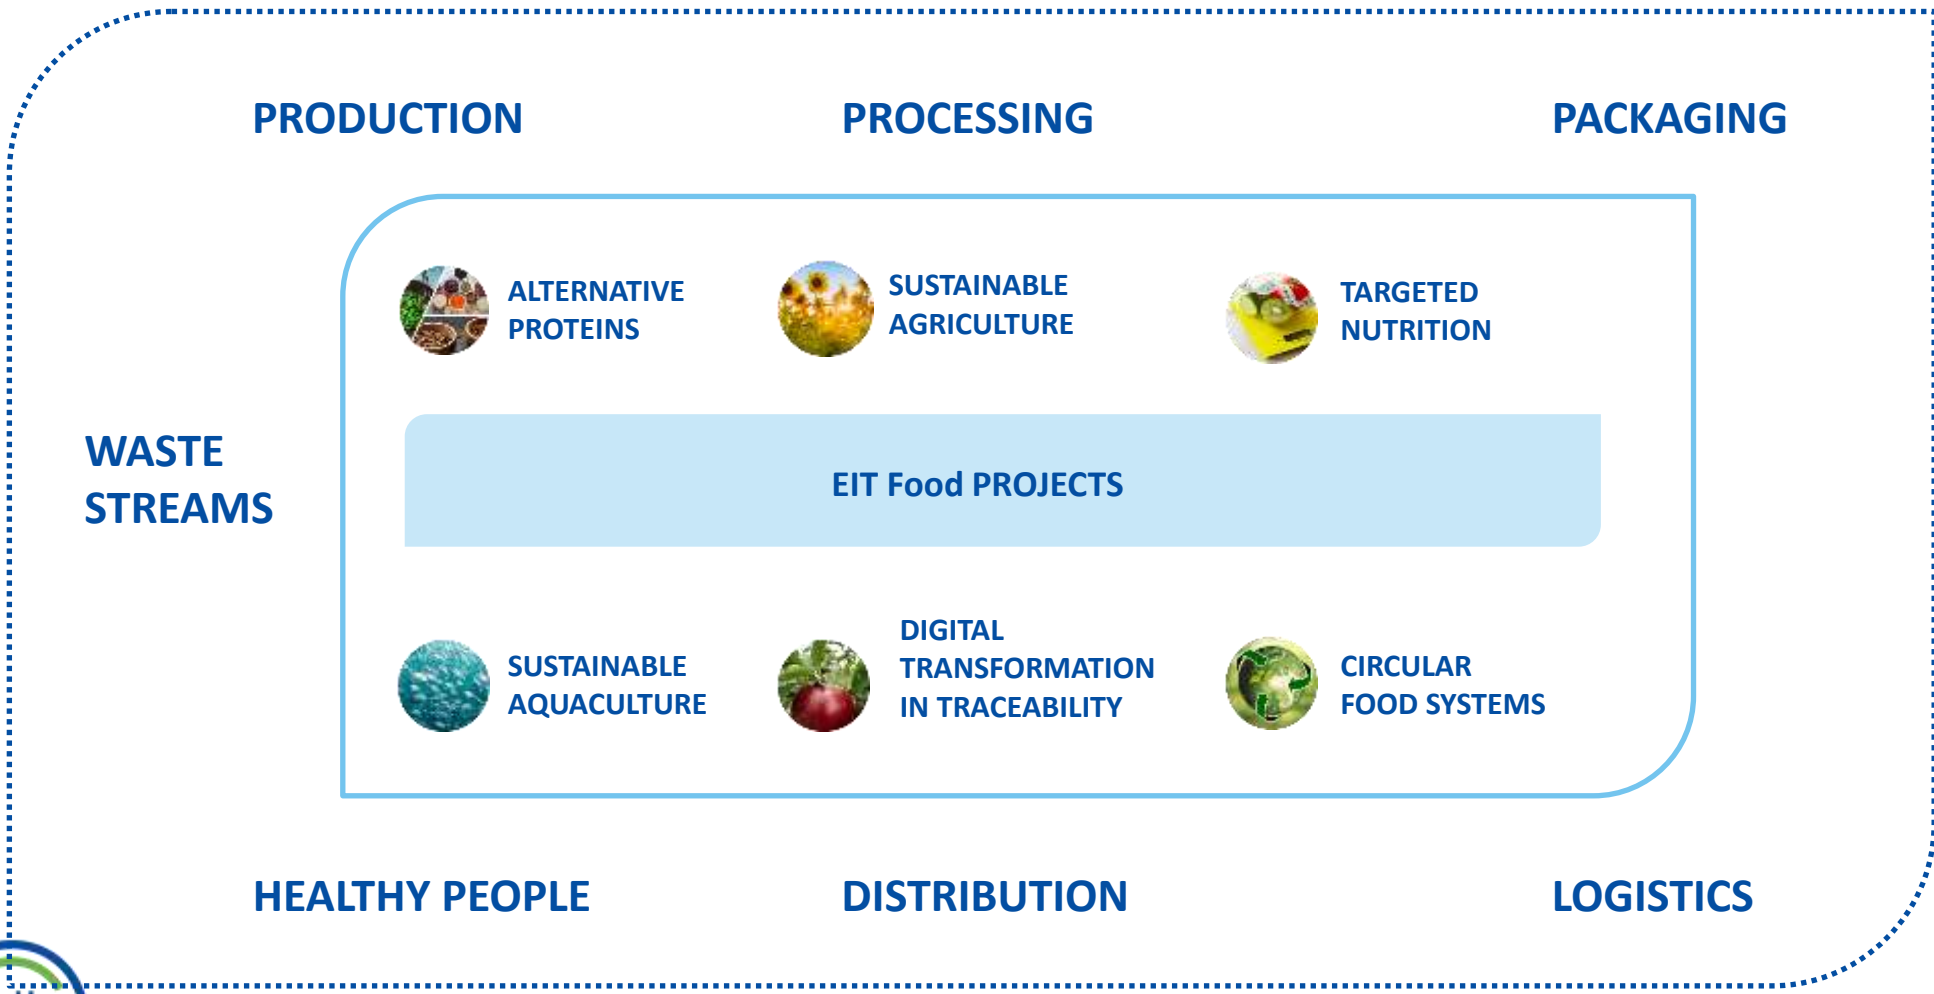 PRODUCTION
PROCESSING
PACKAGING
ALTERNATIVE
PROTEINS
SUSTAINABLE
AGRICULTURE
TARGETED
NUTRITION
WASTE
STREAMS
EIT Food PROJECTS
SUSTAINABLE
AQUACULTURE
DIGITAL
TRANSFORMATION
IN TRACEABILITY
CIRCULAR
FOOD SYSTEMS
HEALTHY PEOPLE
DISTRIBUTION
LOGISTICS